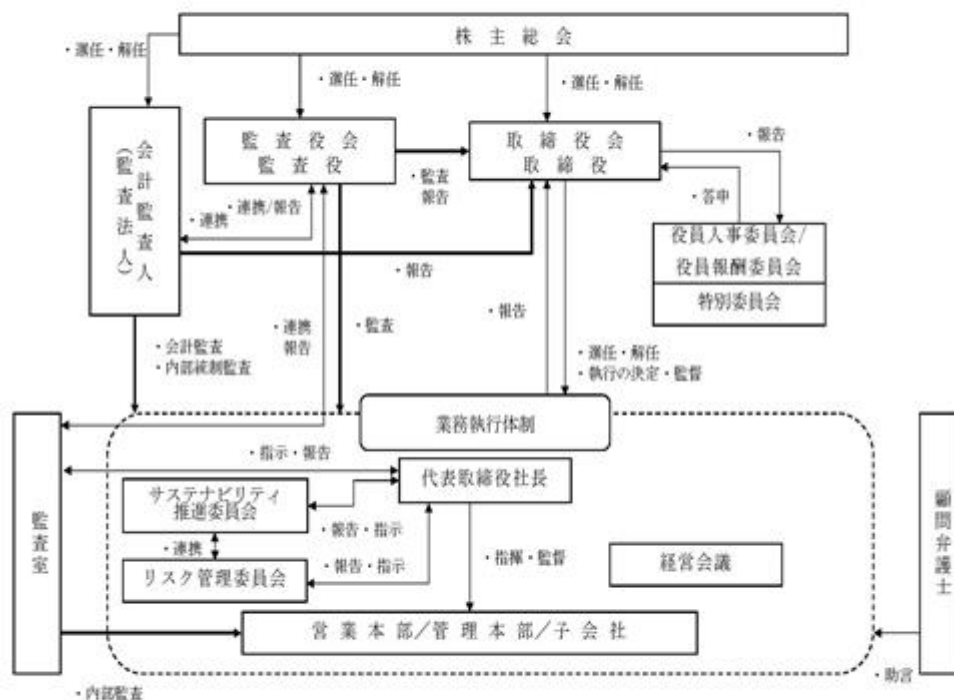 株主総会
・選任・解任
・選任・解任
・選任・解任
会計監査人
（監査法人）
監査役会
監査役
取締役会
取締役
・報告
・監査
報告
・答申
・連携/報告
・連携
役員人事委員会/
役員報酬委員会
特別委員会
・報告
・連携
報告
・監査
・報告
・会計監査
・内部統制監査
・選任・解任
・執行の決定・監督
業務執行体制
・指示・報告
代表取締役社長
サステナビリティ
推進委員会
・報告・指示
・連携
・報告・指示
リスク管理委員会
・指揮・監督
経営会議
監査室
顧問弁護士
営業本部/管理本部/子会社
・助言
・内部監査